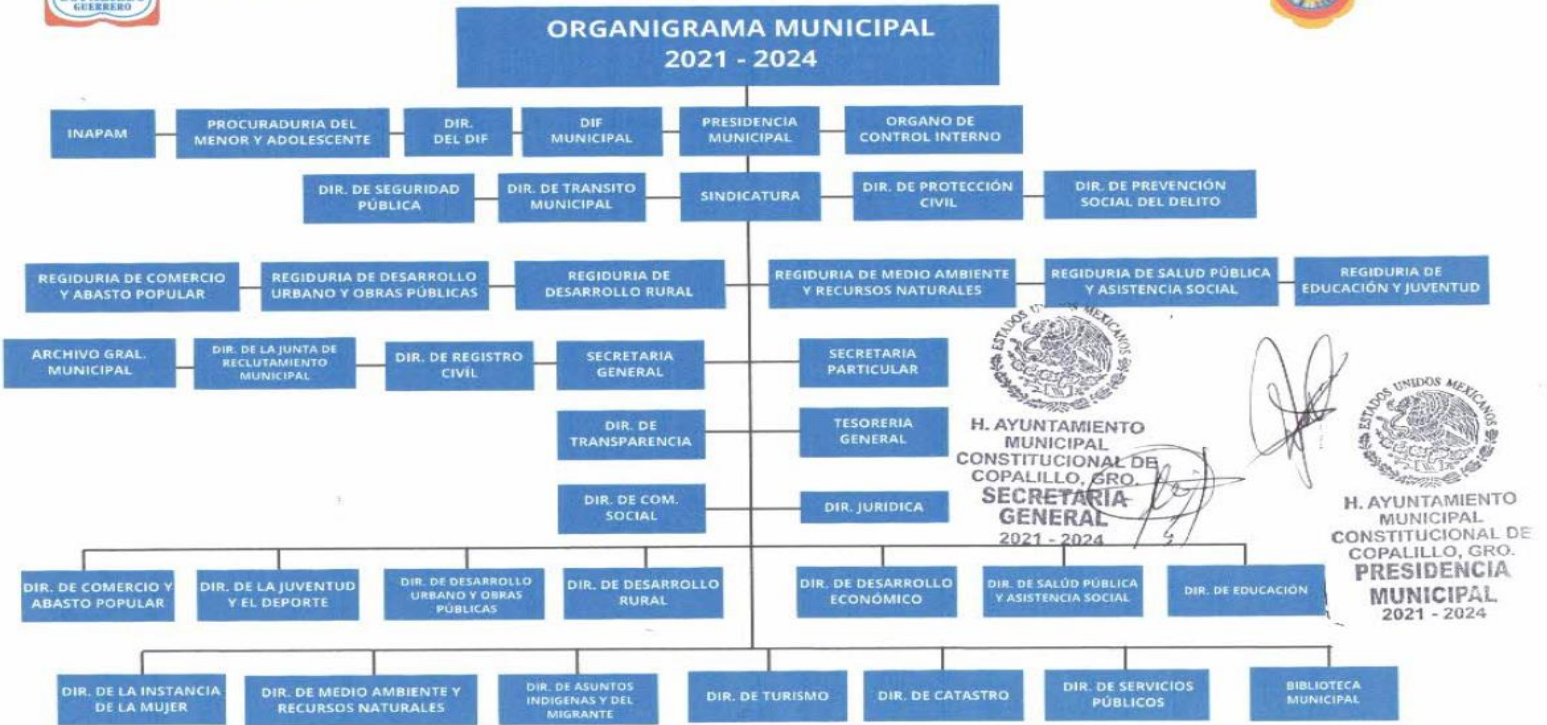 GUERRERO
ORGANIGRAMA MUNICIPAL
2021 - 2024
INAPAM
PROCURADURIA DEL
MENOR Y ADOLESCENTE
DIR.
DEL DIF
DIF
MUNICIPAL
PRESIDENCIA
MUNICIPAL
ORGANO DE
CONTROL INTERNO
DIR. DE SEGURIDAD
PÚBLICA
DIR. DE TRANSITO
MUNICIPAL
SINDICATURA
DIR. DE PROTECCIÓN
CIVIL
DIR. DE PREVENCIÓN
SOCIAL DEL DELITO
REGIDURIA DE COMERCIO
Y ABASTO POPULAR
REGIDURIA DE DESARROLLO
URBANO Y OBRAS PÚBLICAS
REGIDURIA DE
DESARROLLO RURAL
REGIDURIA DE MEDIO AMBIENTE
Y RECURSOS NATURALES
REGIDURIA DE SALUD PÚBLICA
Y ASISTENCIA SOCIAL
REGIDURIA DE
EDUCACIÓN Y JUVENTUD
ARCHIVO GRAL.
MUNICIPAL
DIR. DE LA JUNTA DE
RECLUTAMIENTO
MUNICIPAL
DIR. DE REGISTRO
CIVÍL
SECRETARIA
GENERAL
SECRETARIA
PARTICULAR
DIR. DE
TRANSPARENCIA
TESORERIA
GENERAL
DIR. DE COM.
SOCIAL
DIR. JURIDICA
ESTADOS UNIDOS MEXICANOS
H. AYUNTAMIENTO
MUNICIPAL
CONSTITUCIONAL DE
COPALILLO, GRO.
SECRETARIA
GENERAL
2021 - 2024
ESTADOS UNIDOS MEXICANOS
H. AYUNTAMIENTO
MUNICIPAL
CONSTITUCIONAL DE
COPALILLO, GRO.
PRESIDENCIA
MUNICIPAL
2021 - 2024
DIR. DE COMERCIO Y
ABASTO POPULAR
DIR. DE LA JUVENTUD
Y EL DEPORTE
DIR. DE DESARROLLO
URBANO Y OBRAS
PÚBLICAS
DIR. DE DESARROLLO
RURAL
DIR. DE DESARROLLO
ECONÓMICO
DIR. DE SALÚD PÚBLICA
Y ASISTENCIA SOCIAL
DIR. DE EDUCACIÓN
DIR. DE LA INSTANCIA
DE LA MUJER
DIR. DE MEDIO AMBIENTE Y
RECURSOS NATURALES
DIR. DE ASUNTOS
INDIGENAS Y DEL
MIGRANTE
DIR. DE TURISMO
DIR. DE CATASTRO
DIR. DE SERVICIOS
PÚBLICOS
BIBLIOTECA
MUNICIPAL